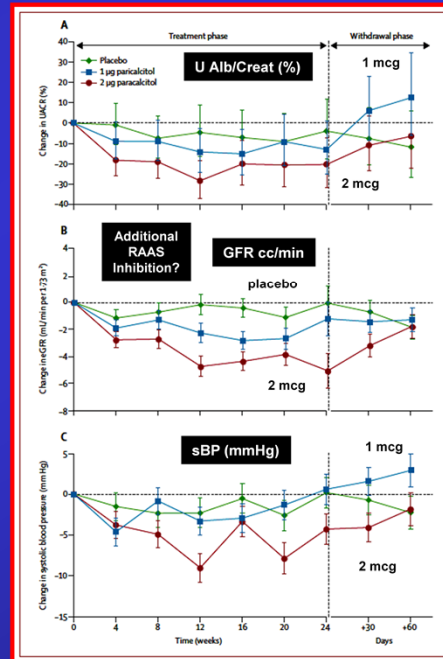 A
Treatment phase
Withdrawal phase
Placebo
1 µg paricalcitol
2 µg paracalcitol
U Alb/Creat (%)
1 mcg
2 mcg
Change in UACR (%)
40
30
20
10
0
-10
-20
-30
-40
B
Additional
RAAS
Inhibition?
GFR cc/min
placebo
2 mcg
Change ineGFR (mL/min per 1·73 m²)
4
2
0
-2
-4
-6
-8
C
sBP (mmHg)
1 mcg
2 mcg
Change in systolic blood pressure (mm Hg)
5
0
-5
-10
-15
0 4 8 12 16 20 24 +30 +60
Time (weeks) Days